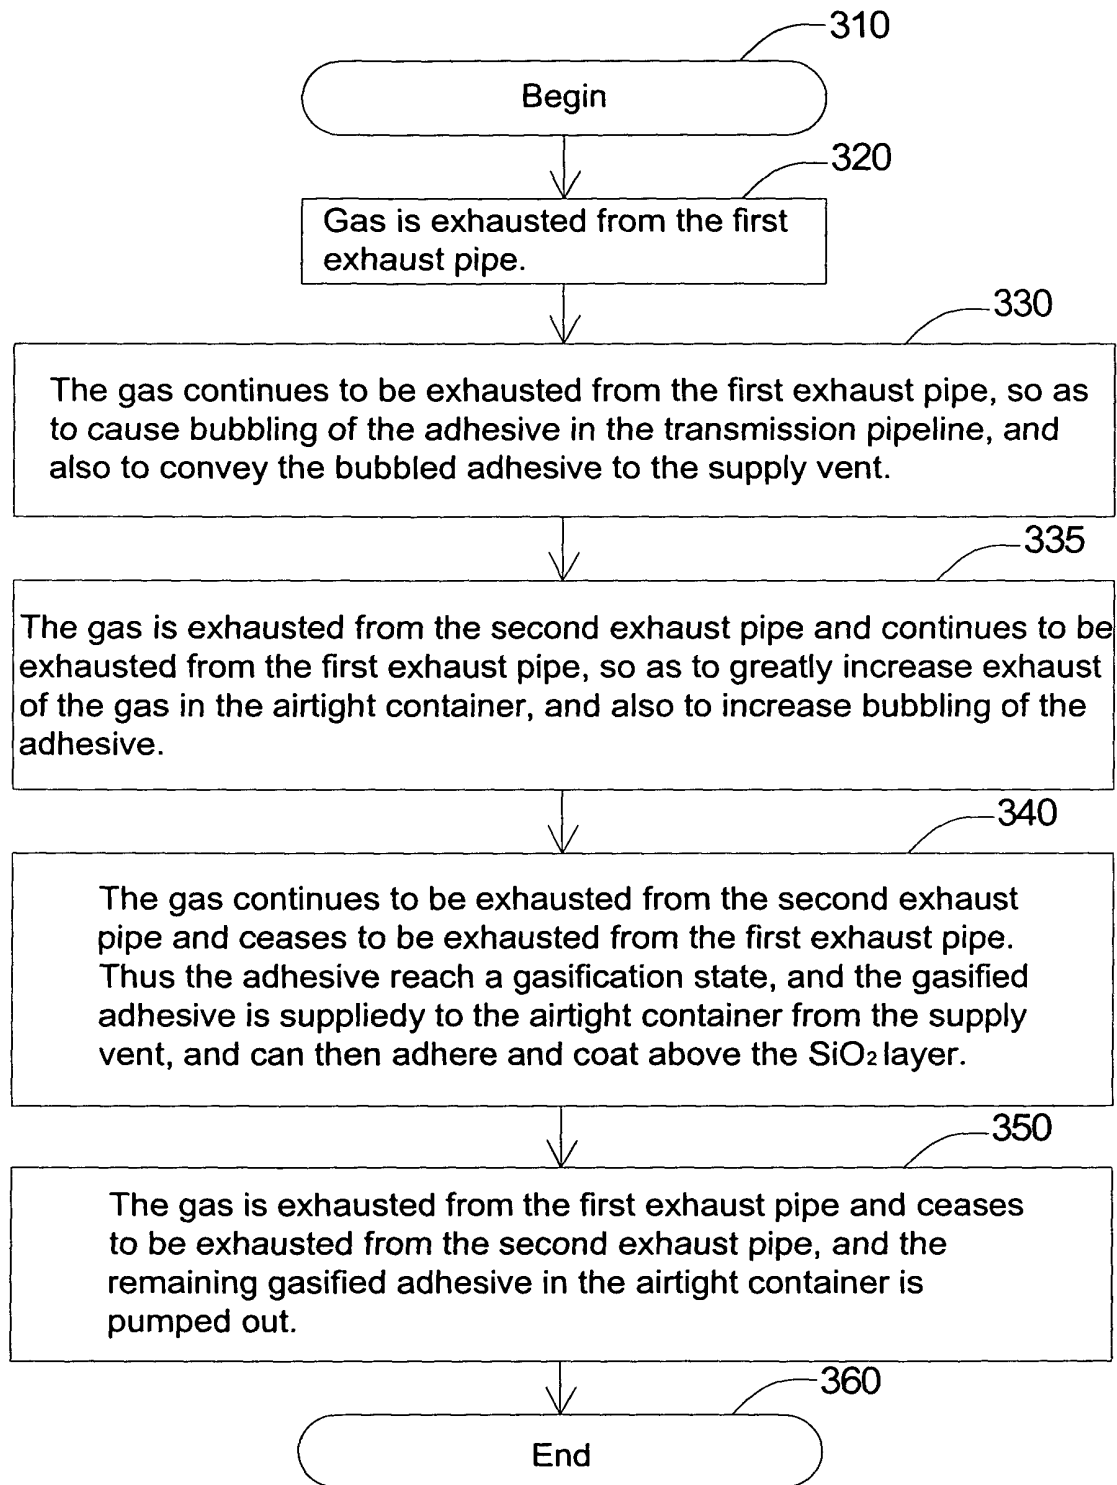 310
Begin
320
Gas is exhausted from the first
exhaust pipe.
330
The gas continues to be exhausted from the first exhaust pipe, so as
to cause bubbling of the adhesive in the transmission pipeline, and
also to convey the bubbled adhesive to the supply vent.
335
The gas is exhausted from the second exhaust pipe and continues to be
exhausted from the first exhaust pipe, so as to greatly increase exhaust
of the gas in the airtight container, and also to increase bubbling of the
adhesive.
340
The gas continues to be exhausted from the second exhaust
pipe and ceases to be exhausted from the first exhaust pipe.
Thus the adhesive reach a gasification state, and the gasified
adhesive is suppliedy to the airtight container from the supply
vent, and can then adhere and coat above the SiO₂ layer.
350
The gas is exhausted from the first exhaust pipe and ceases
to be exhausted from the second exhaust pipe, and the
remaining gasified adhesive in the airtight container is
pumped out.
360
End